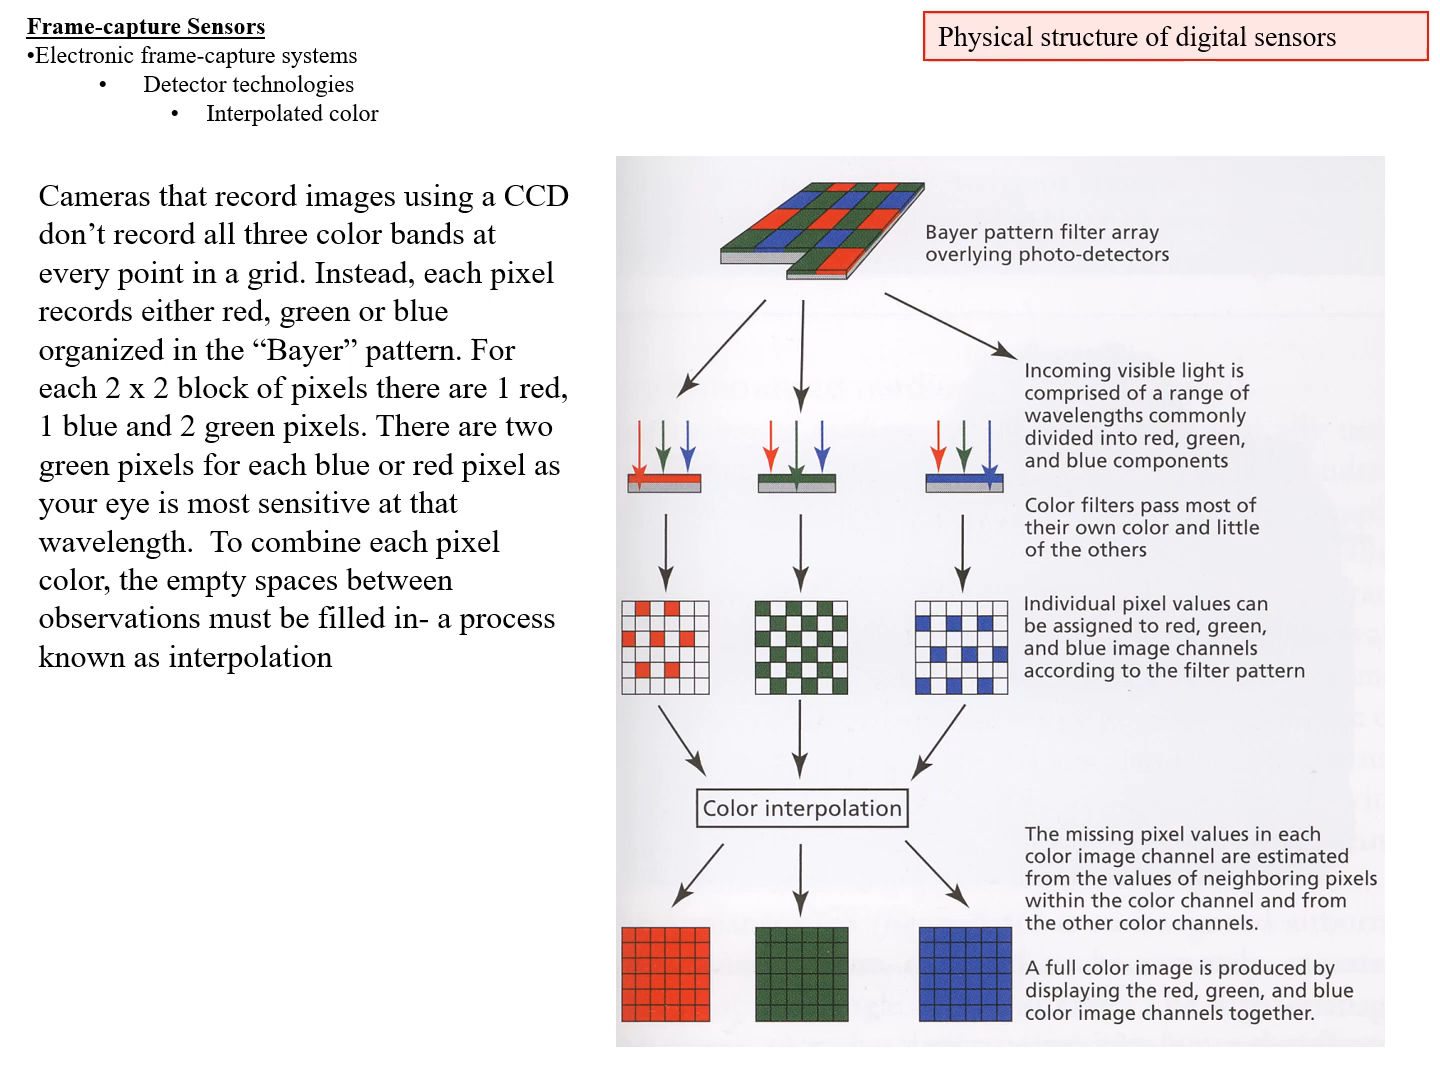 Frame-capture Sensors
•Electronic frame-capture systems
• Detector technologies
• Interpolated color
Physical structure of digital sensors
Cameras that record images using a CCD
don’t record all three color bands at
every point in a grid. Instead, each pixel
records either red, green or blue
organized in the “Bayer” pattern. For
each 2 x 2 block of pixels there are 1 red,
1 blue and 2 green pixels. There are two
green pixels for each blue or red pixel as
your eye is most sensitive at that
wavelength.  To combine each pixel
color, the empty spaces between
observations must be filled in- a process
known as interpolation
Bayer pattern filter array
overlying photo-detectors
Incoming visible light is
comprised of a range of
wavelengths commonly
divided into red, green,
and blue components
Color filters pass most of
their own color and little
of the others
Individual pixel values can
be assigned to red, green,
and blue image channels
according to the filter pattern
Color interpolation
The missing pixel values in each
color image channel are estimated
from the values of neighboring pixels
within the color channel and from
the other color channels.
A full color image is produced by
displaying the red, green, and blue
color image channels together.